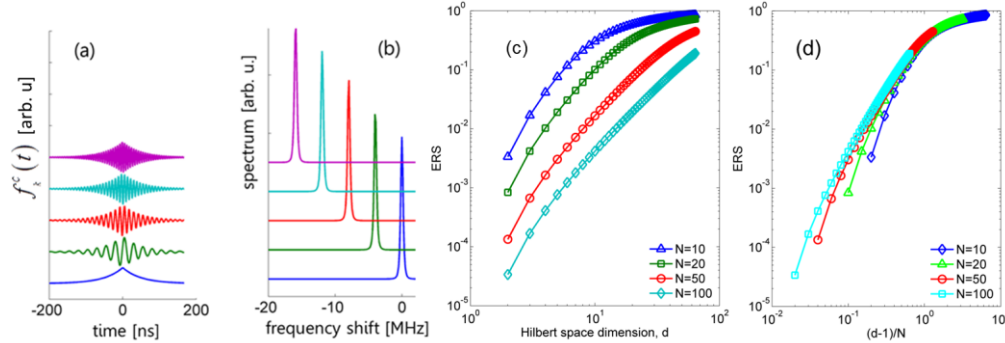 (a)
f_ξ^c (t) [arb. u]
-200 0 200
time [ns]
(b)
spectrum [arb. u.]
-20 -15 -10 -5 0
frequency shift [MHz]
(c)
ERS
10^0
10^-1
10^-2
10^-3
10^-4
10^-5
10^0 10^1 10^2
Hilbert space dimension, d
N=10
N=20
N=50
N=100
(d)
ERS
10^0
10^-1
10^-2
10^-3
10^-4
10^-5
10^-2 10^-1 10^0 10^1
(d-1)/N
N=10
N=20
N=50
N=100